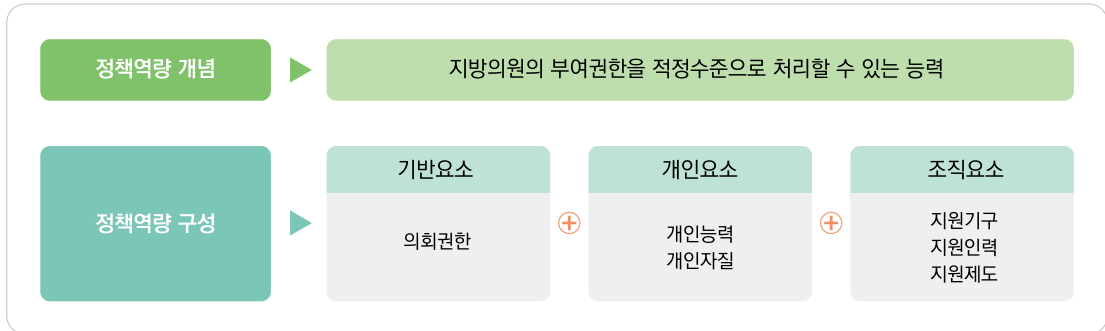 정책역량 개념
지방의원의 부여권한을 적정수준으로 처리할 수 있는 능력
정책역량 구성
기반요소
의회권한
개인요소
개인능력
개인자질
조직요소
지원기구
지원인력
지원제도